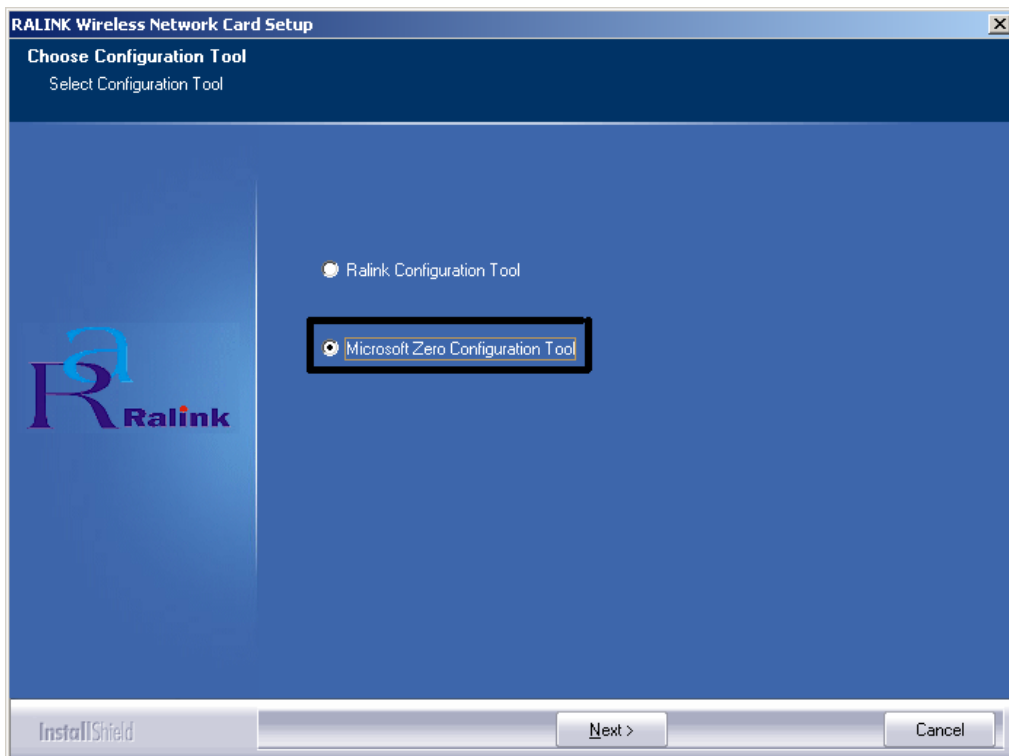 RALINK Wireless Network Card Setup
Choose Configuration Tool
Select Configuration Tool
Ralink Configuration Tool
Microsoft Zero Configuration Tool
Ra
Ralink
InstallShield
Next >
Cancel